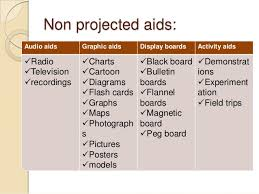 Non projected aids:
Audio aids
Graphic aids
Display boards
Activity aids
✓Radio
✓Television
✓recordings
✓Charts
✓Cartoon
✓Diagrams
✓Flash cards
✓Graphs
✓Maps
✓Photograph
s
✓Pictures
✓Posters
✓models
✓Black board
✓Bulletin
boards
✓Flannel
boards
✓Magnetic
board
✓Peg board
✓Demonstrat
ions
✓Experiment
ation
✓Field trips